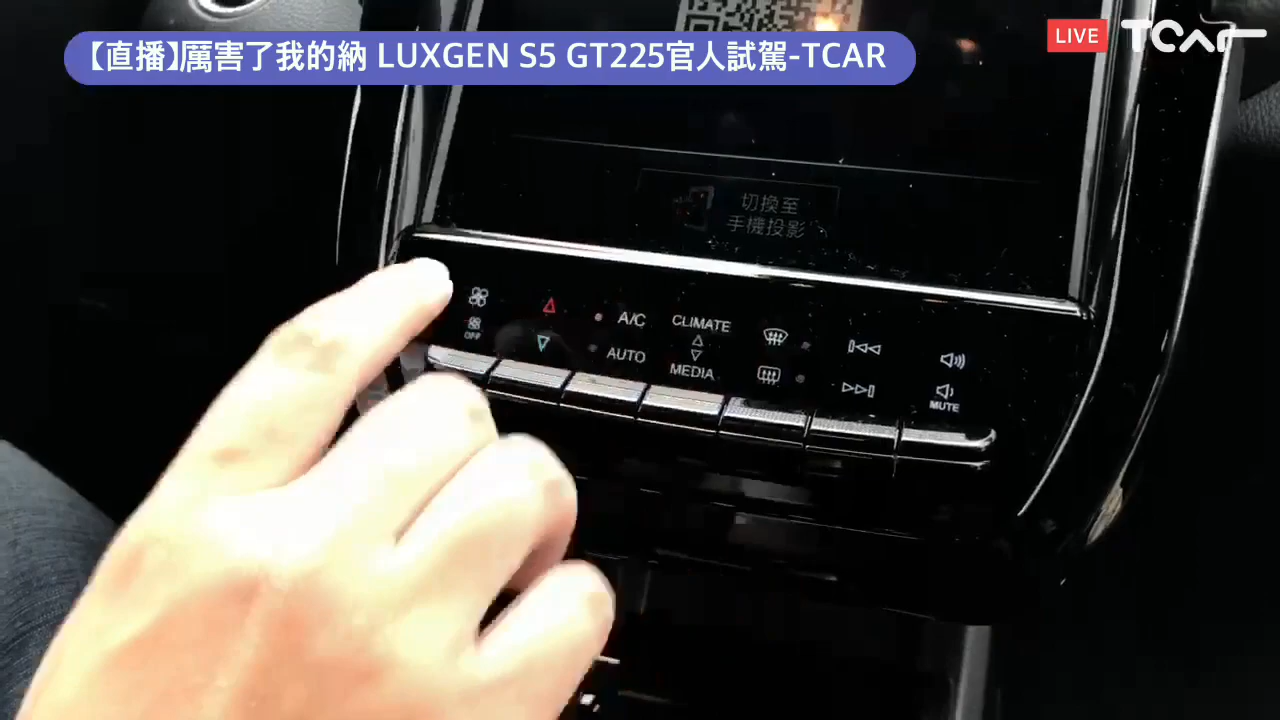 【直播】厲害了我的納 LUXGEN S5 GT225官人試駕-TCAR
LIVE
TCAr
切換至
手機投影
OFF
A/C
AUTO
CLIMATE
MEDIA
MUTE